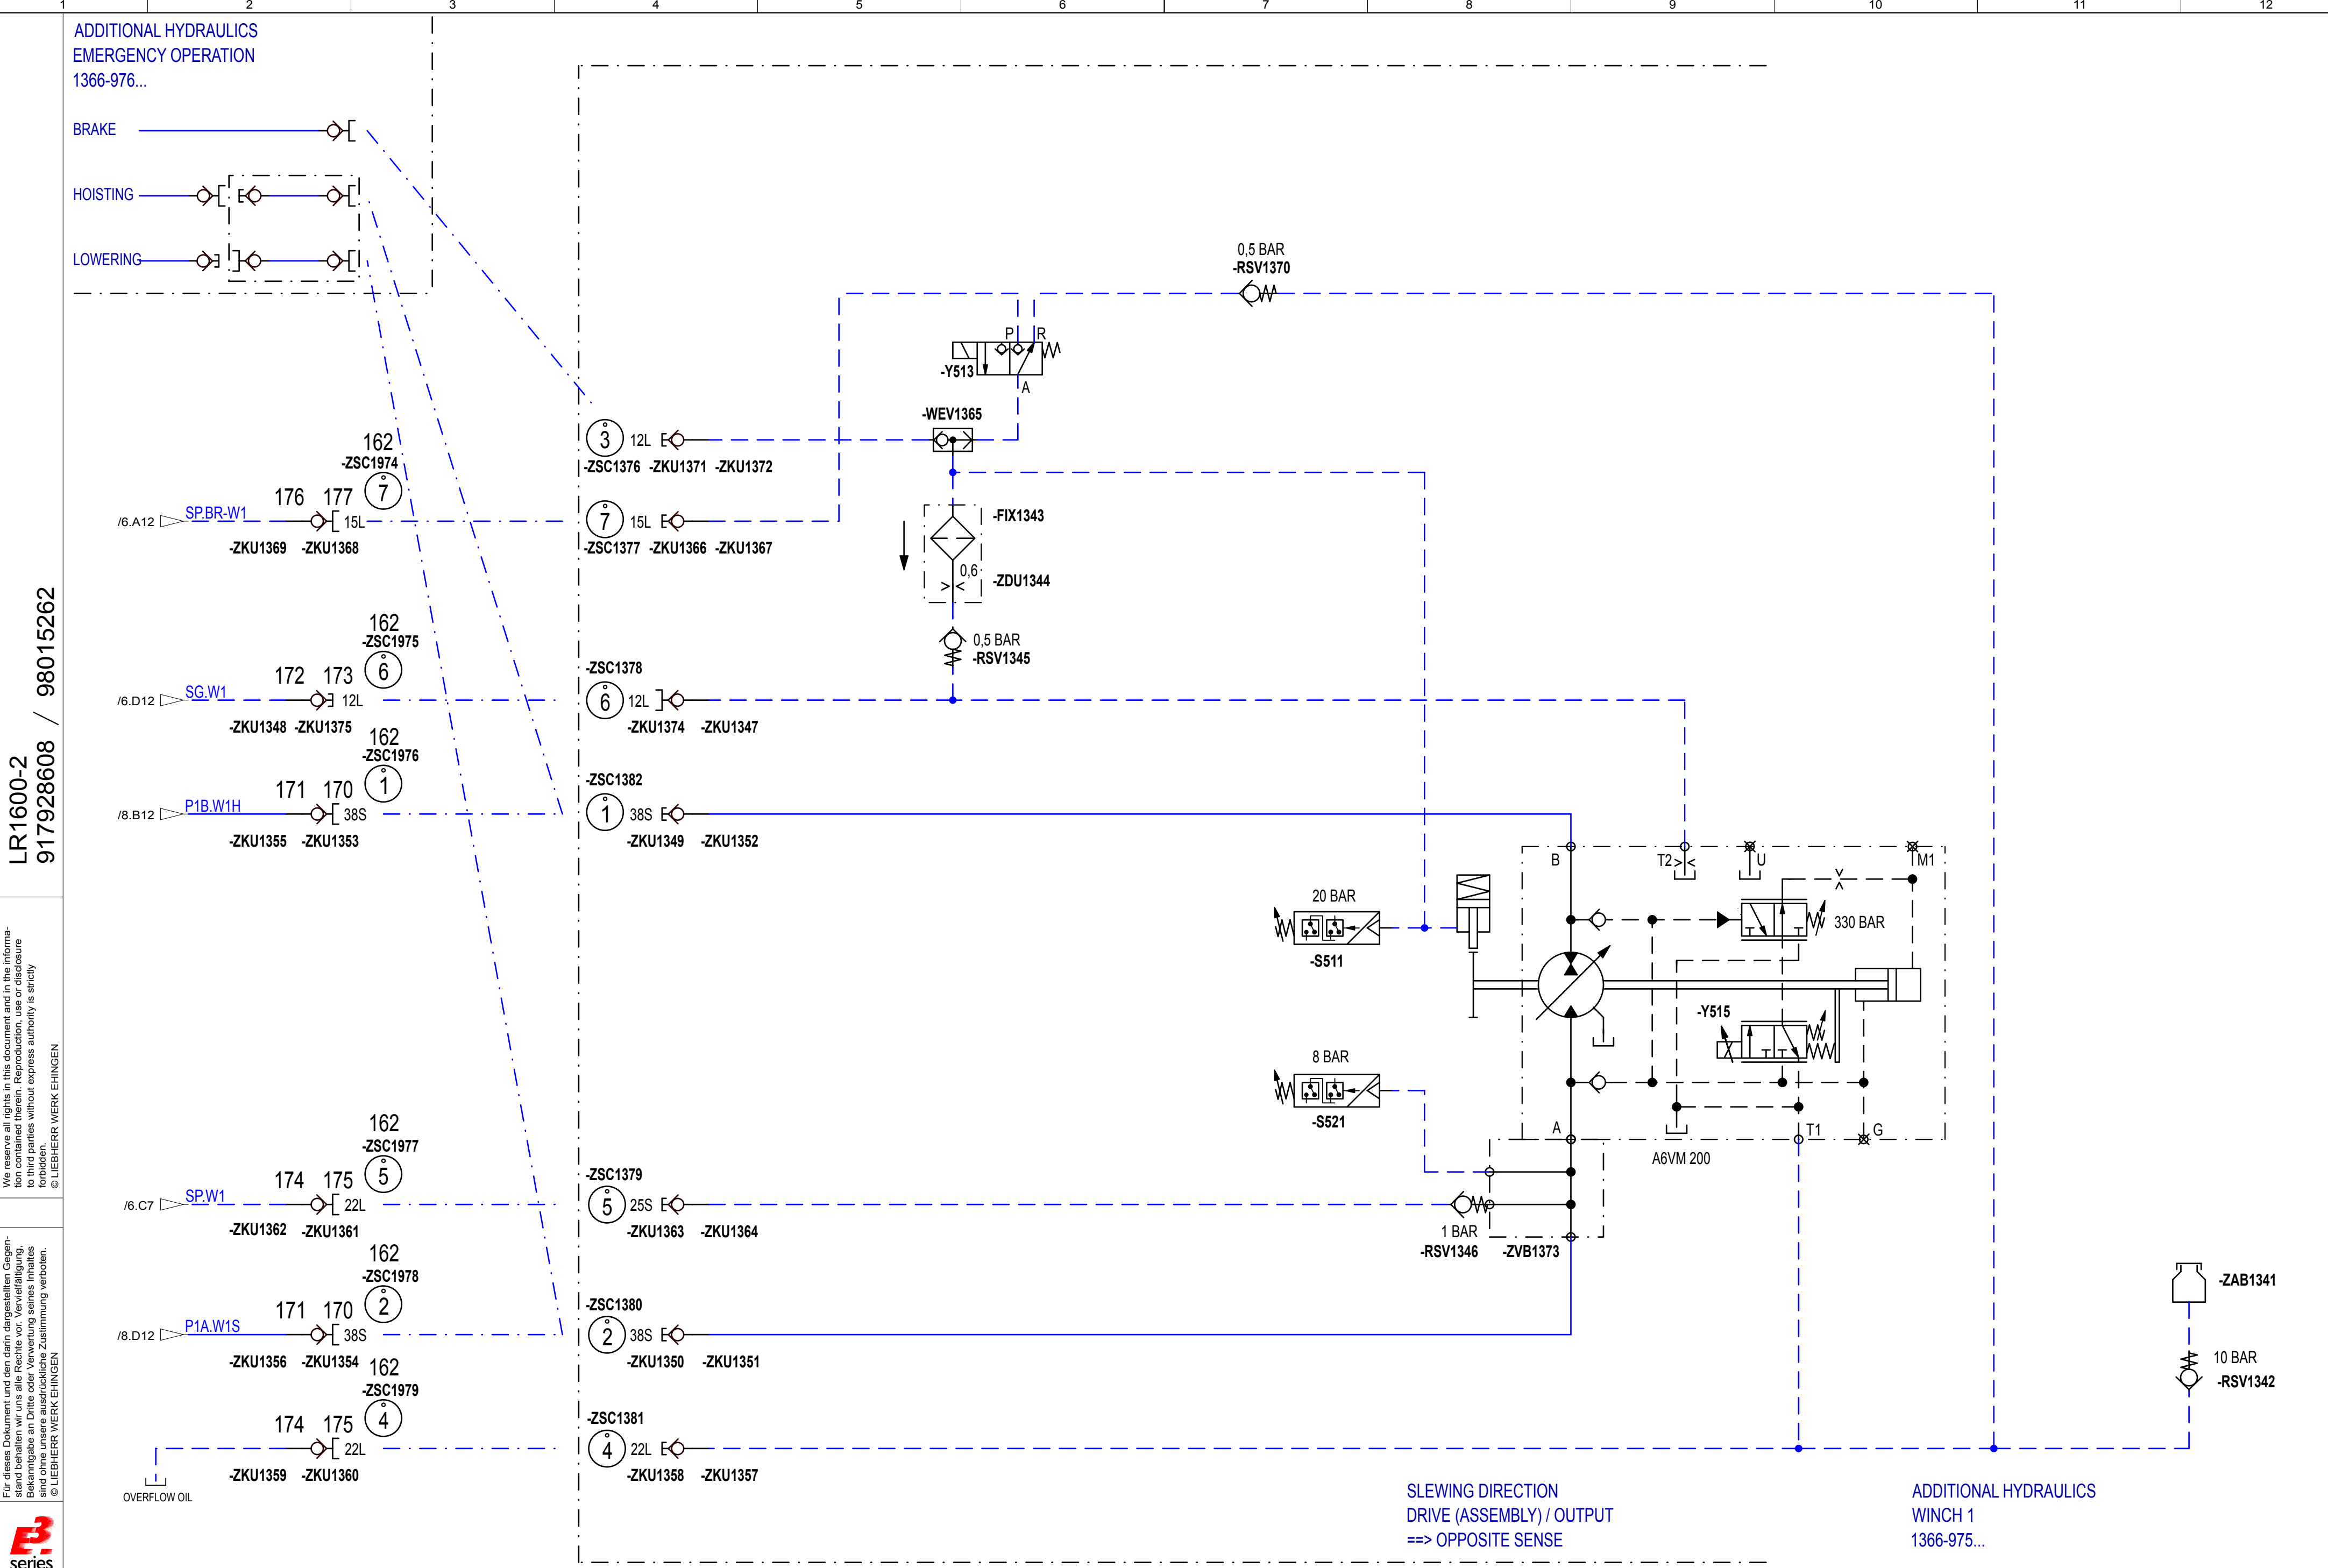 1 2 3 4 5 6 7 8 9 10 11 12
ADDITIONAL HYDRAULICS
EMERGENCY OPERATION
1366-976...
BRAKE
HOISTING
LOWERING
0,5 BAR
-RSV1370
P R
-Y513
A
-WEV1365
3 12L
-ZSC1376 -ZKU1371 -ZKU1372
162
-ZSC1974
7
176 177
/6.A12 SP.BR-W1 15L
-ZKU1369 -ZKU1368
7 15L
-ZSC1377 -ZKU1366 -ZKU1367
-FIX1343
0,6
-ZDU1344
0,5 BAR
-RSV1345
162
-ZSC1975
6
172 173
/6.D12 SG.W1 12L
-ZKU1348 -ZKU1375
-ZSC1378
6 12L
-ZKU1374 -ZKU1347
162
-ZSC1976
1
171 170
/8.B12 P1B.W1H 38S
-ZKU1355 -ZKU1353
-ZSC1382
1 38S
-ZKU1349 -ZKU1352
B T2 U M1
20 BAR
-S511
330 BAR
-Y515
8 BAR
-S521
A T1 G
A6VM 200
162
-ZSC1977
5
174 175
/6.C7 SP.W1 22L
-ZKU1362 -ZKU1361
-ZSC1379
5 25S
-ZKU1363 -ZKU1364
1 BAR
-RSV1346 -ZVB1373
162
-ZSC1978
2
171 170
/8.D12 P1A.W1S 38S
-ZKU1356 -ZKU1354
-ZSC1380
2 38S
-ZKU1350 -ZKU1351
-ZAB1341
10 BAR
-RSV1342
162
-ZSC1979
4
174 175
22L
-ZKU1359 -ZKU1360
OVERFLOW OIL
-ZSC1381
4 22L
-ZKU1358 -ZKU1357
SLEWING DIRECTION
DRIVE (ASSEMBLY) / OUTPUT
==> OPPOSITE SENSE
ADDITIONAL HYDRAULICS
WINCH 1
1366-975...
LR1600-2
917928608 / 98015262
We reserve all rights in this document and in the informa-
tion contained therein. Reproduction, use or disclosure
to third parties without express authority is strictly
forbidden.
© LIEBHERR WERK EHINGEN
Für dieses Dokument und den darin dargestellten Gegen-
stand behalten wir uns alle Rechte vor. Vervielfältigung,
Bekanntgabe an Dritte oder Verwertung seines Inhaltes
sind ohne unsere ausdrückliche Zustimmung verboten.
© LIEBHERR WERK EHINGEN
E3.
series